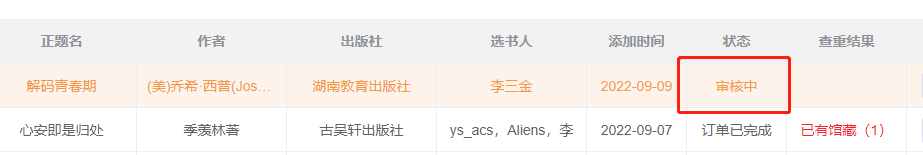 正题名 作者 出版社 选书人 添加时间 状态 查重结果
解码青春期 (美)乔希·西普(Jos... 湖南教育出版社 李三金 2022-09-09 审核中
心安即是归处 季羡林著 古吴轩出版社 ys_acs，Aliens，李 2022-09-07 订单已完成 已有馆藏（1）